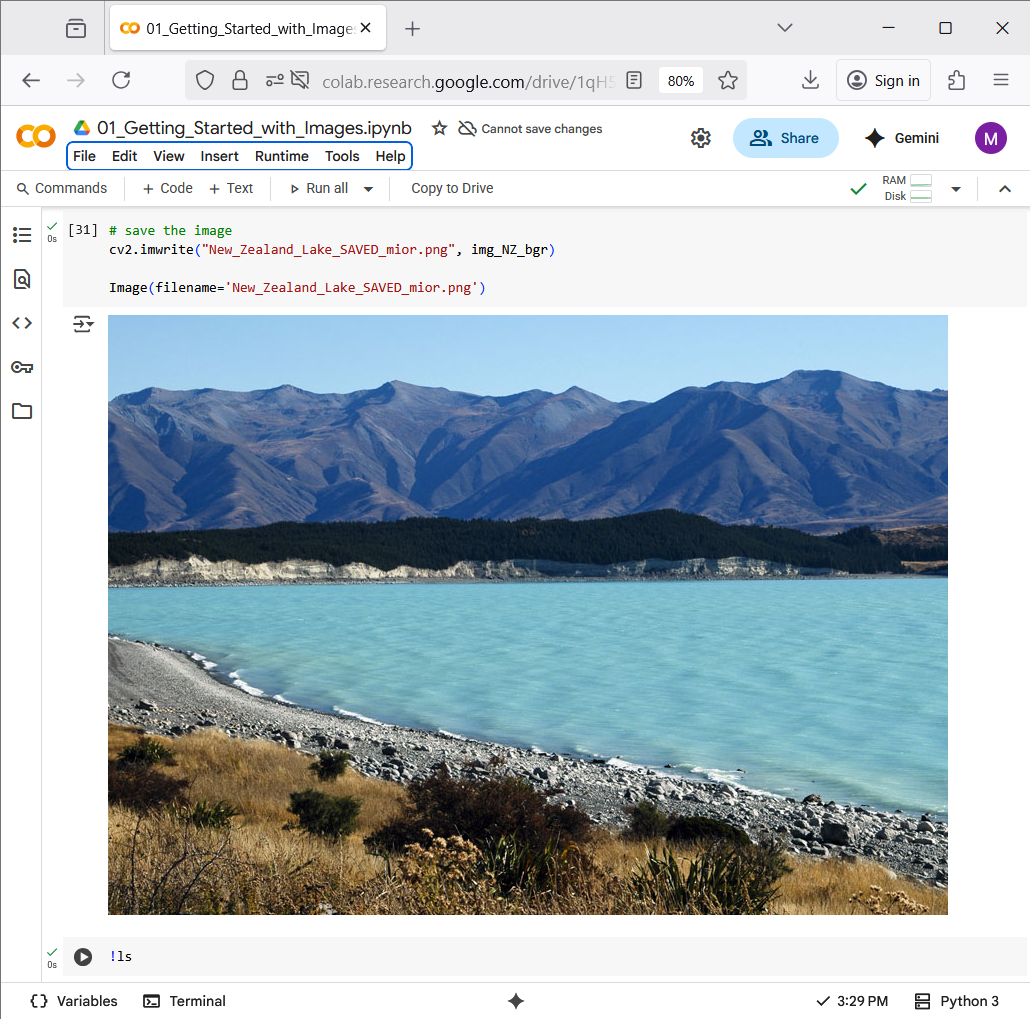 01_Getting_Started_with_Images
colab.research.google.com/drive/1qH5
80%
Sign in
01_Getting_Started_with_Images.ipynb
Cannot save changes
Share
Gemini
M
File Edit View Insert Runtime Tools Help
Commands + Code + Text Run all Copy to Drive
RAM
Disk
[31] # save the image
0s
cv2.imwrite("New_Zealand_Lake_SAVED_mior.png", img_NZ_bgr)
Image(filename='New_Zealand_Lake_SAVED_mior.png')
!ls
0s
Variables Terminal 3:29 PM Python 3